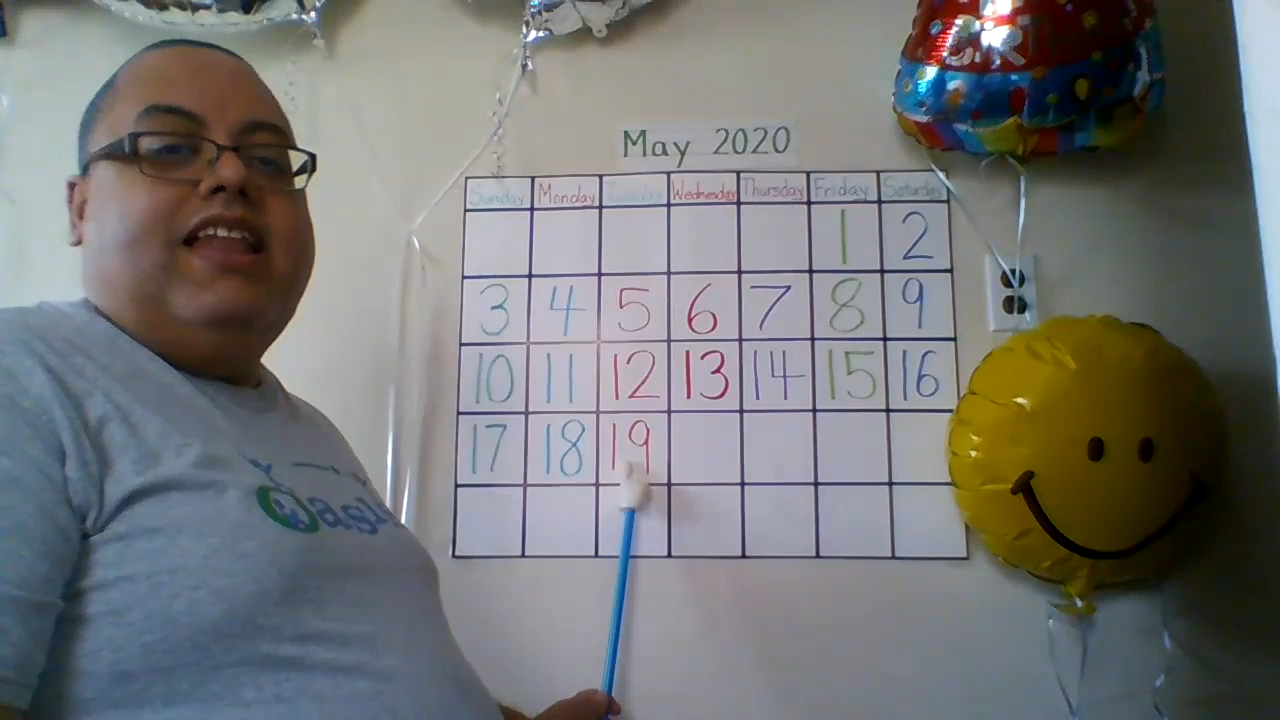 May 2020
Sunday Monday Tuesday Wednesday Thursday Friday Saturday
1 2
3 4 5 6 7 8 9
10 11 12 13 14 15 16
17 18 19